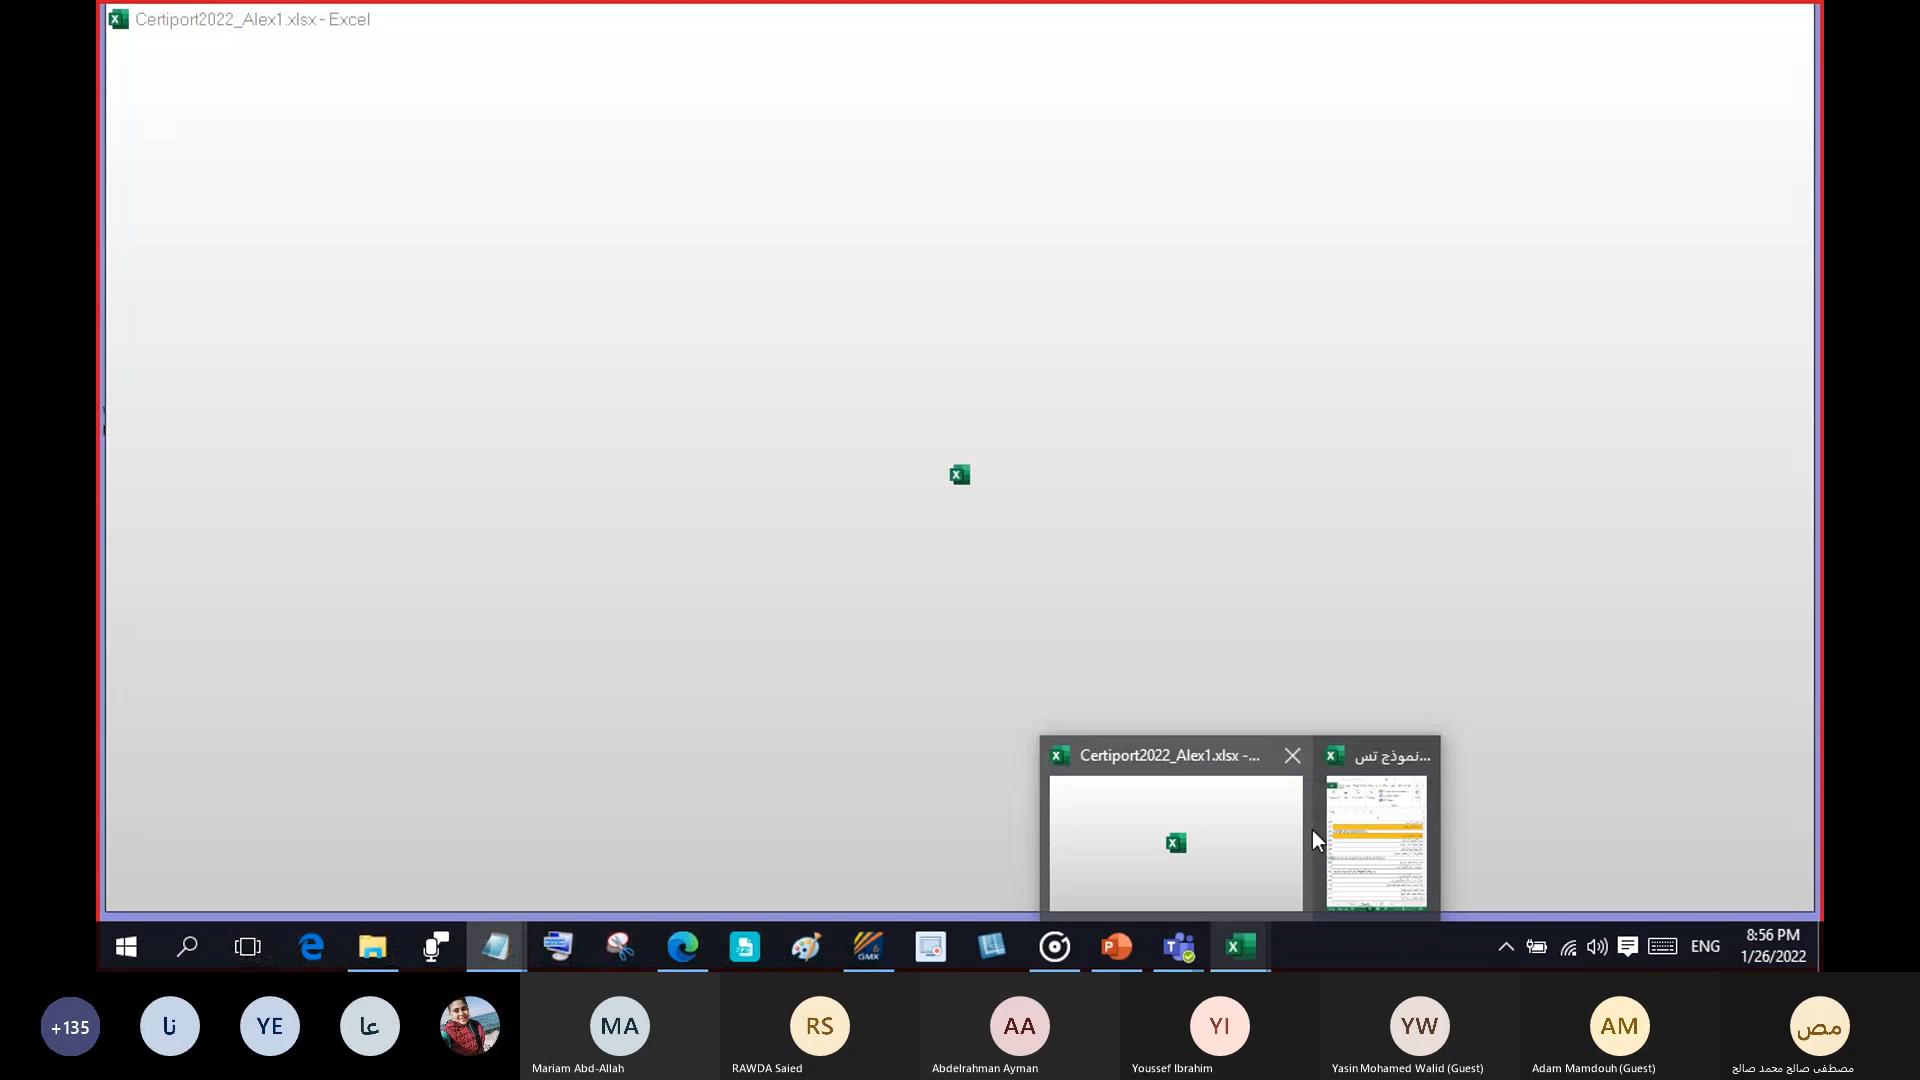 Certiport2022_Alex1.xlsx - Excel
Certiport2022_Alex1.xlsx -...
نموذج تس...
GMX
ENG
8:56 PM
1/26/2022
+135
نا
YE
عا
MA
RS
AA
YI
YW
AM
مص
Mariam Abd-Allah
RAWDA Saied
Abdelrahman Ayman
Youssef Ibrahim
Yasin Mohamed Walid (Guest)
Adam Mamdouh (Guest)
مصطفى صالح محمد صالح